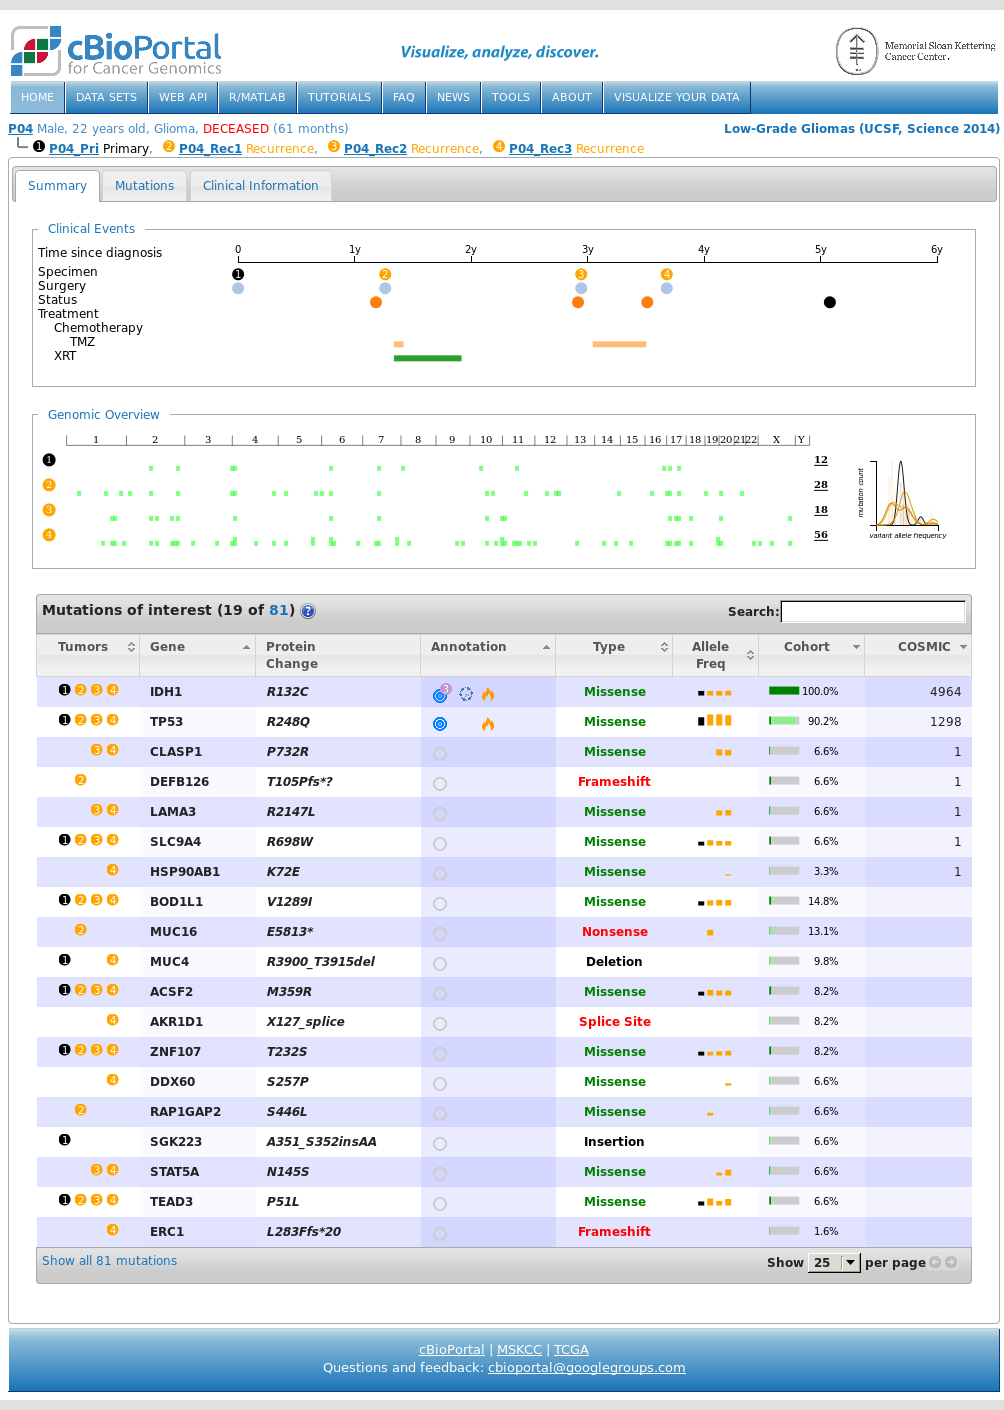 cBioPortal
for Cancer Genomics
Visualize, analyze, discover.
Memorial Sloan Kettering
Cancer Center.
HOME DATA SETS WEB API R/MATLAB TUTORIALS FAQ NEWS TOOLS ABOUT VISUALIZE YOUR DATA
P04 Male, 22 years old, Glioma, DECEASED (61 months) Low-Grade Gliomas (UCSF, Science 2014)
1 P04_Pri Primary, 2 P04_Rec1 Recurrence, 3 P04_Rec2 Recurrence, 4 P04_Rec3 Recurrence
Summary Mutations Clinical Information
Clinical Events
Time since diagnosis 0 1y 2y 3y 4y 5y 6y
Specimen 1 2 3 4
Surgery
Status
Treatment
Chemotherapy
TMZ
XRT
Genomic Overview
1 2 3 4 5 6 7 8 9 10 11 12 13 14 15 16 17 18 19 20 21 22 X Y
1 12
2 28
3 18
4 56
mutation count
variant allele frequency
Mutations of interest (19 of 81) ? Search:
Tumors Gene Protein Change Annotation Type Allele Freq Cohort COSMIC
1 2 3 4 IDH1 R132C 3 Missense 100.0% 4964
1 2 3 4 TP53 R248Q Missense 90.2% 1298
3 4 CLASP1 P732R Missense 6.6% 1
2 DEFB126 T105Pfs*? Frameshift 6.6% 1
3 4 LAMA3 R2147L Missense 6.6% 1
1 2 3 4 SLC9A4 R698W Missense 6.6% 1
4 HSP90AB1 K72E Missense 3.3% 1
1 2 3 4 BOD1L1 V1289I Missense 14.8%
2 MUC16 E5813* Nonsense 13.1%
1 4 MUC4 R3900_T3915del Deletion 9.8%
1 2 3 4 ACSF2 M359R Missense 8.2%
4 AKR1D1 X127_splice Splice Site 8.2%
1 2 3 4 ZNF107 T232S Missense 8.2%
4 DDX60 S257P Missense 6.6%
2 RAP1GAP2 S446L Missense 6.6%
1 SGK223 A351_S352insAA Insertion 6.6%
3 4 STAT5A N145S Missense 6.6%
1 2 3 4 TEAD3 P51L Missense 6.6%
4 ERC1 L283Ffs*20 Frameshift 1.6%
Show all 81 mutations Show 25 per page
cBioPortal | MSKCC | TCGA
Questions and feedback: cbioportal@googlegroups.com